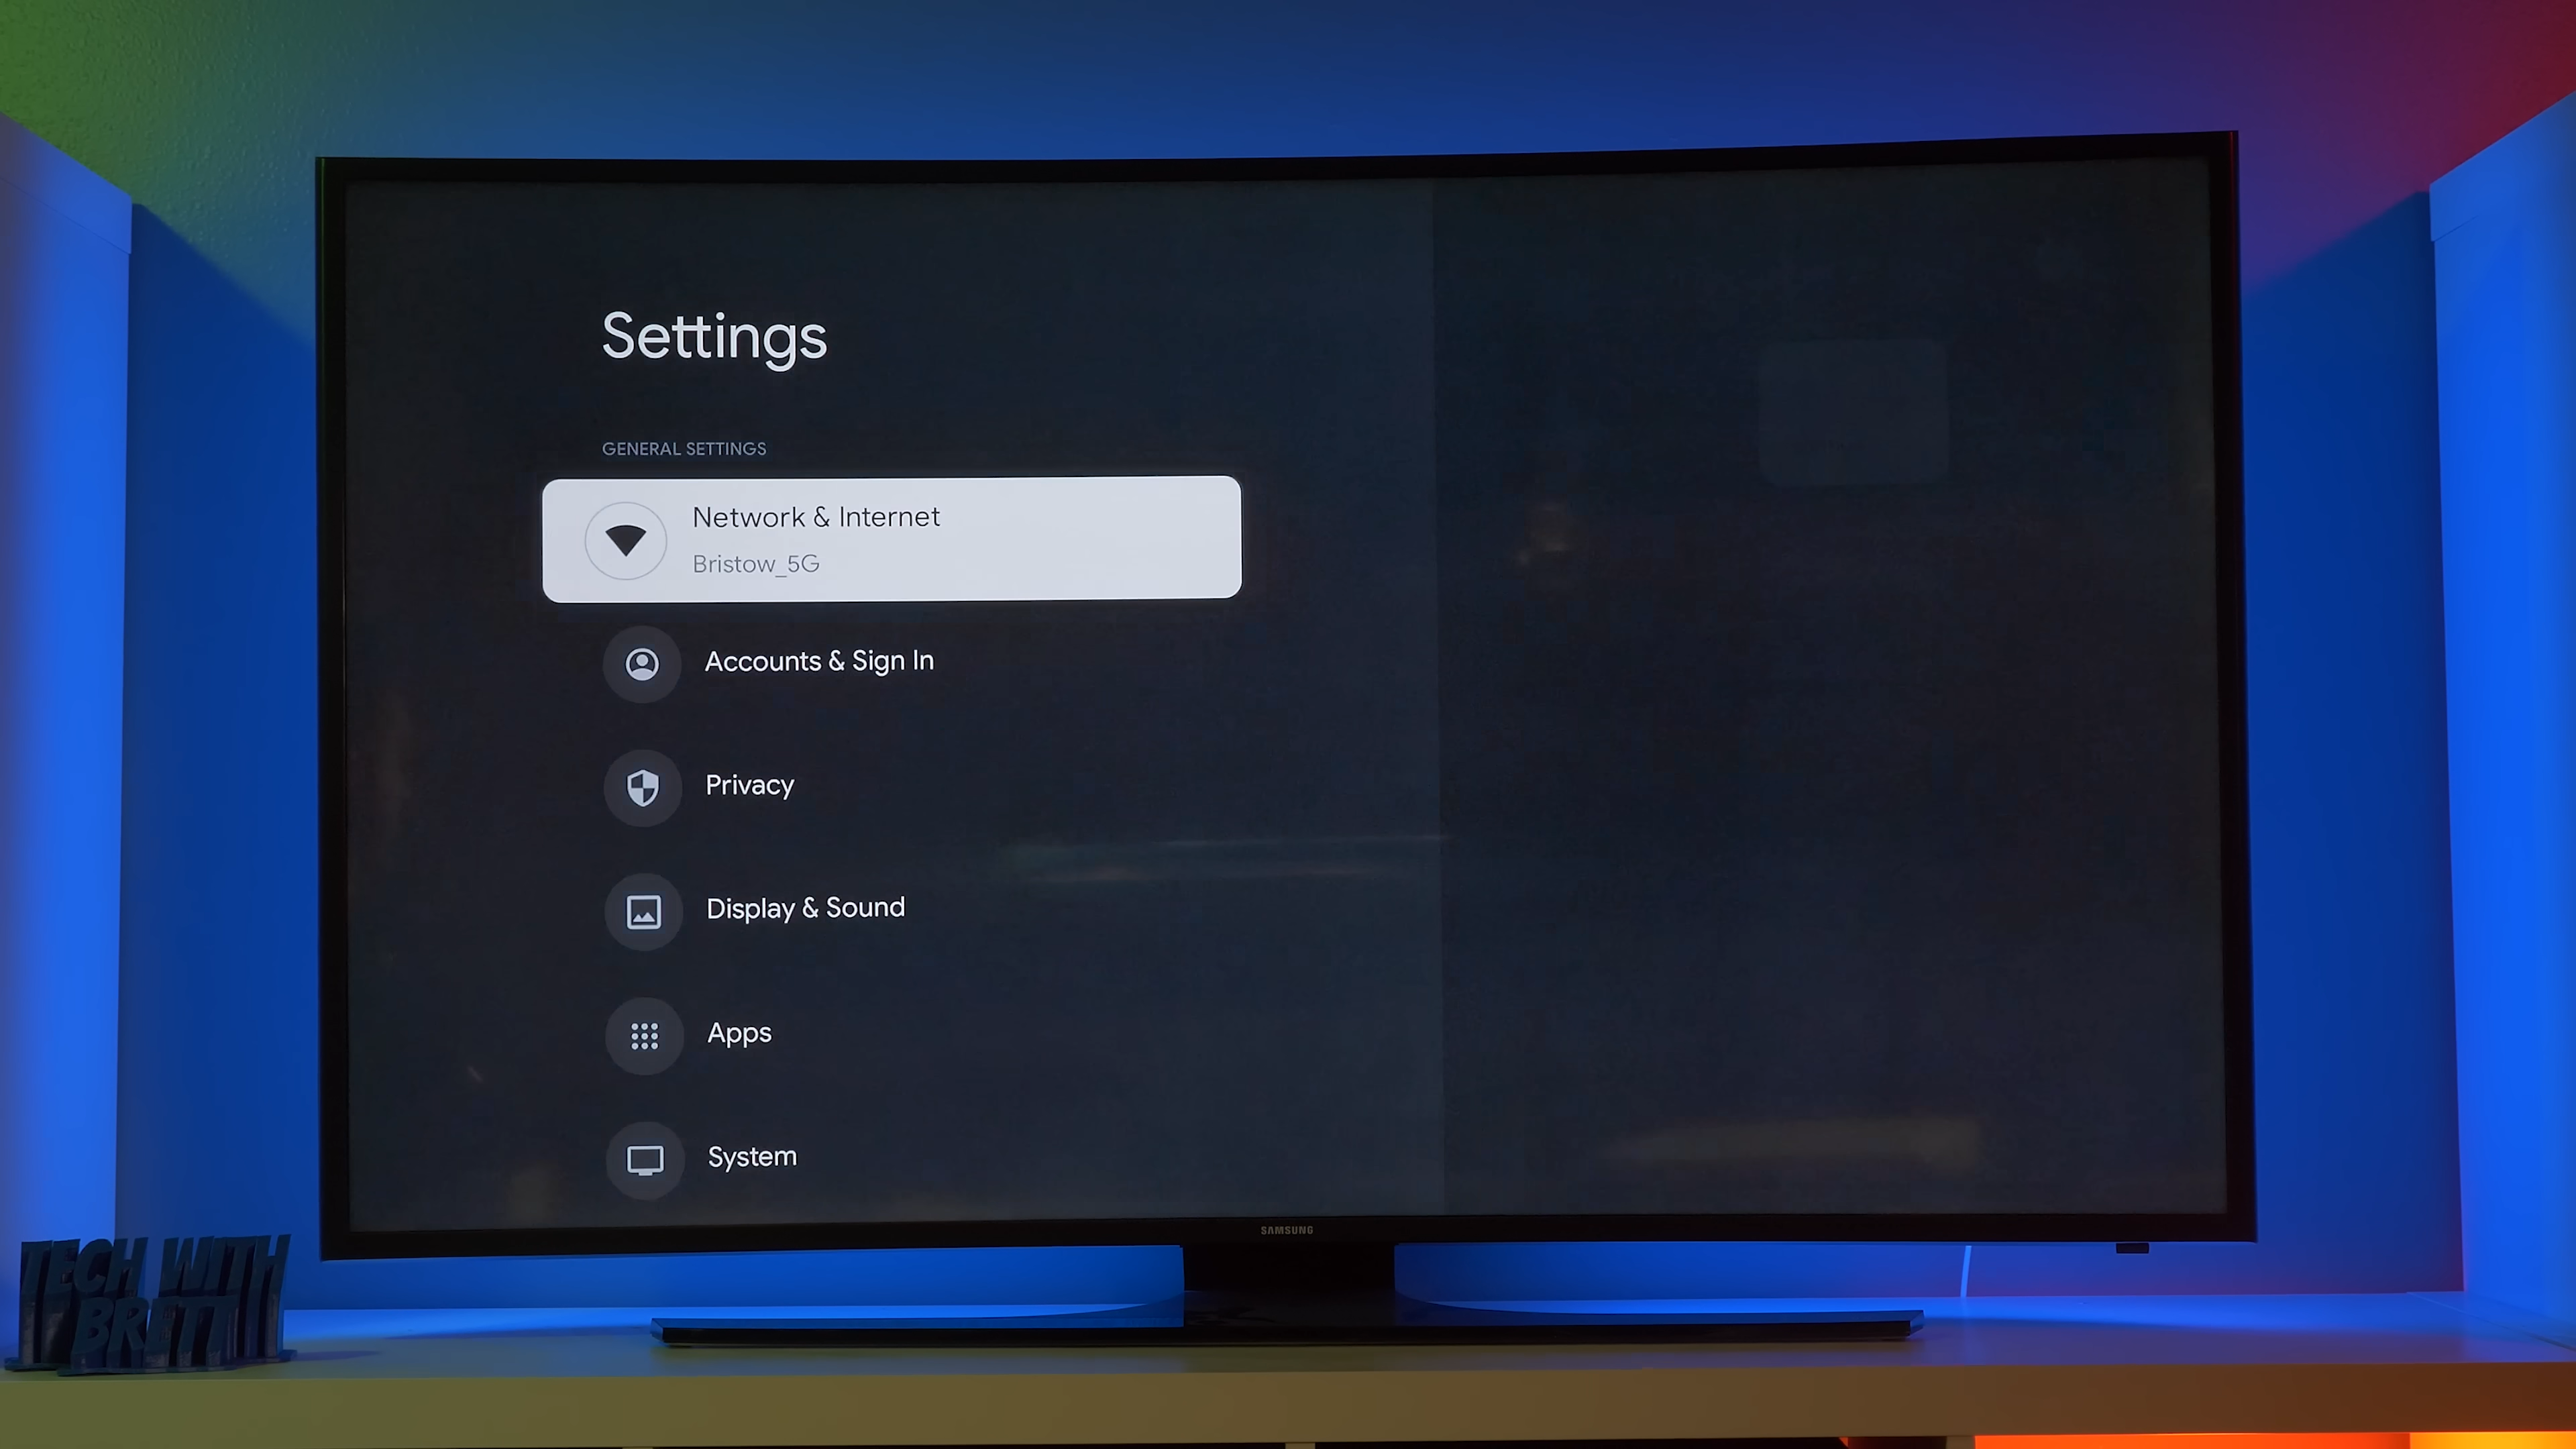 Settings
GENERAL SETTINGS
Network & Internet
Bristow_5G
Accounts & Sign In
Privacy
Display & Sound
Apps
System
SAMSUNG
TECH WITH
BRETT